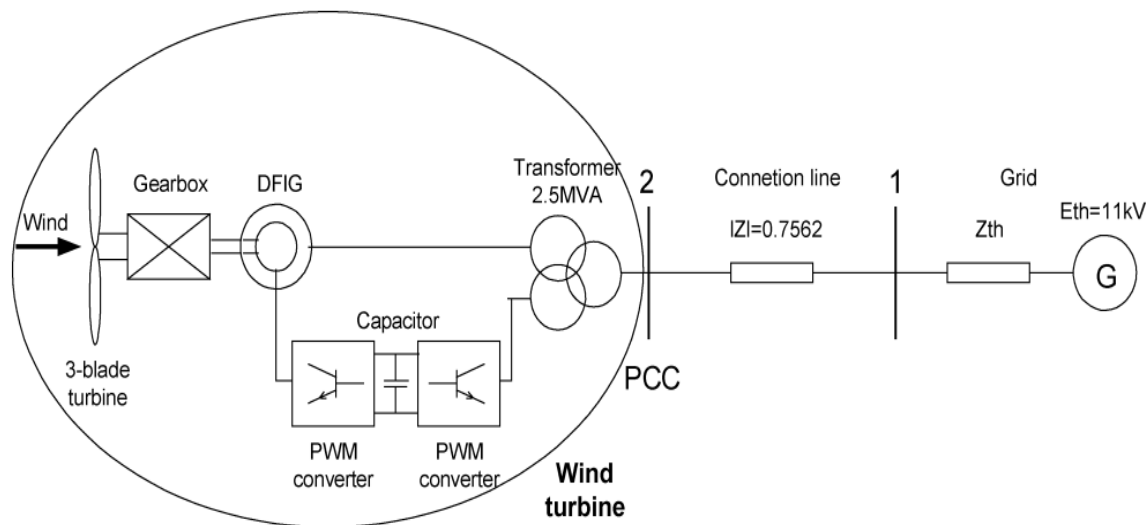 Wind
Gearbox
DFIG
Transformer
2.5MVA
2
Connetion line
IZI=0.7562
1
Grid
Zth
Eth=11kV
G
3-blade
turbine
Capacitor
PWM
converter
PWM
converter
PCC
Wind
turbine